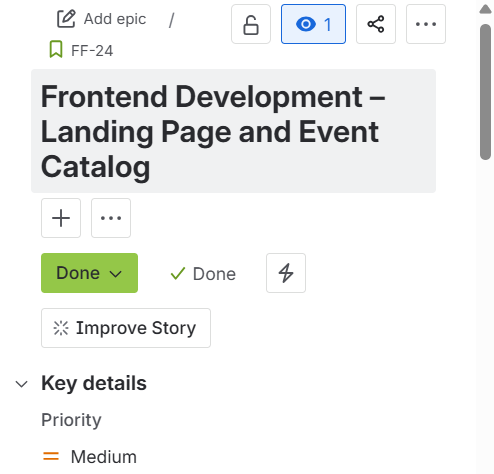 Add epic /
1
FF-24
Frontend Development –
Landing Page and Event
Catalog
Done
Done
Improve Story
Key details
Priority
Medium